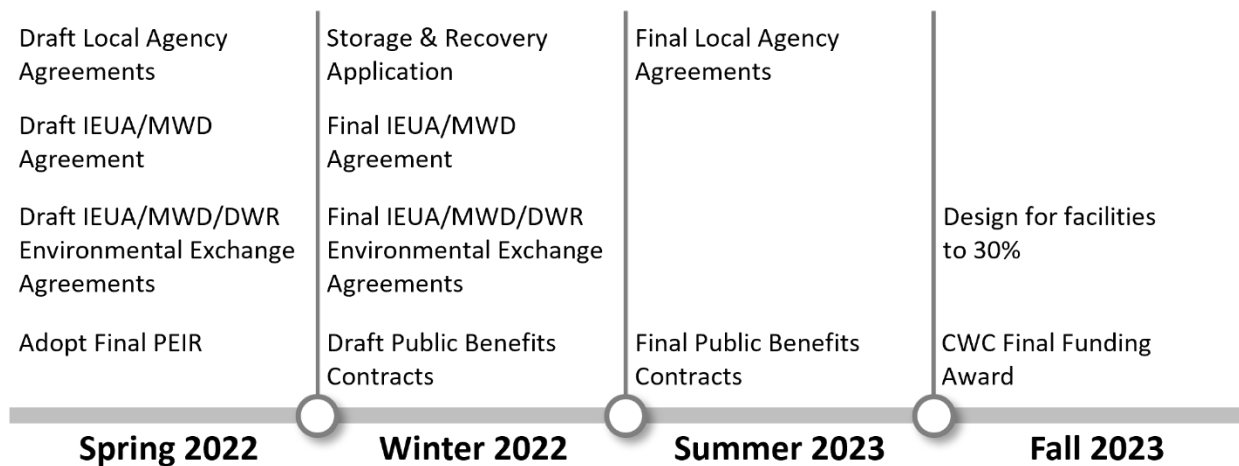 Draft Local Agency
Agreements
Draft IEUA/MWD
Agreement
Draft IEUA/MWD/DWR
Environmental Exchange
Agreements
Adopt Final PEIR
Spring 2022
Storage & Recovery
Application
Final IEUA/MWD
Agreement
Final IEUA/MWD/DWR
Environmental Exchange
Agreements
Draft Public Benefits
Contracts
Winter 2022
Final Local Agency
Agreements
Final Public Benefits
Contracts
Summer 2023
Design for facilities
to 30%
CWC Final Funding
Award
Fall 2023